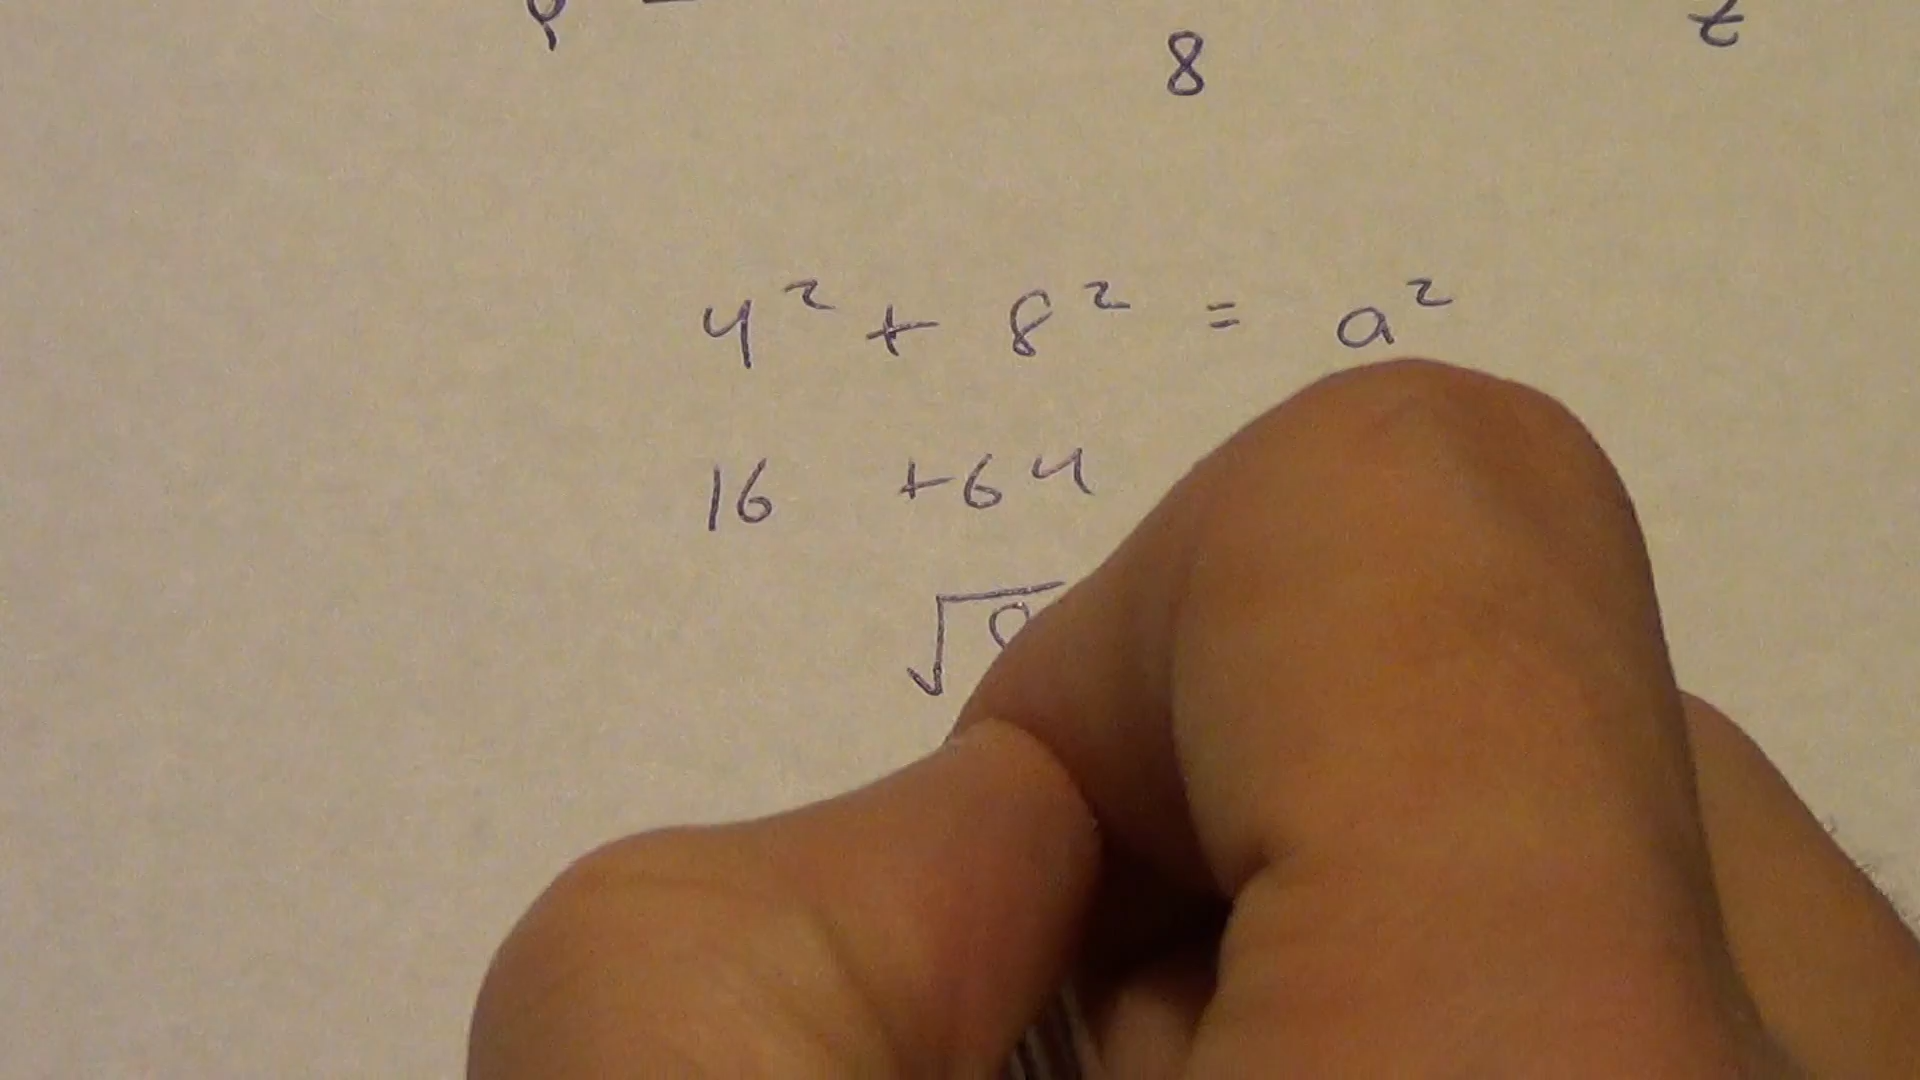 8
4² + 8² = a²
16 + 64